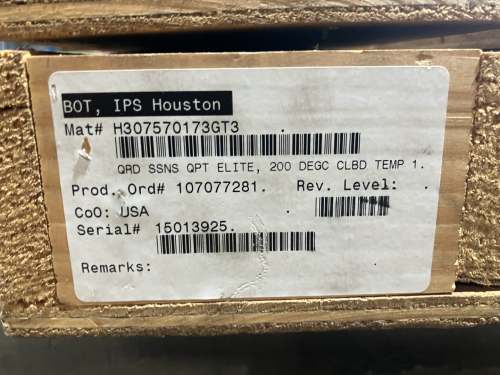 BOT, IPS Houston
Mat# H307570173GT3 .
QRD SSNS QPT ELITE, 200 DEGC CLBD TEMP 1.
Prod. Ord# 107077281. Rev. Level: .
CoO: USA
Serial# 15013925.
Remarks: